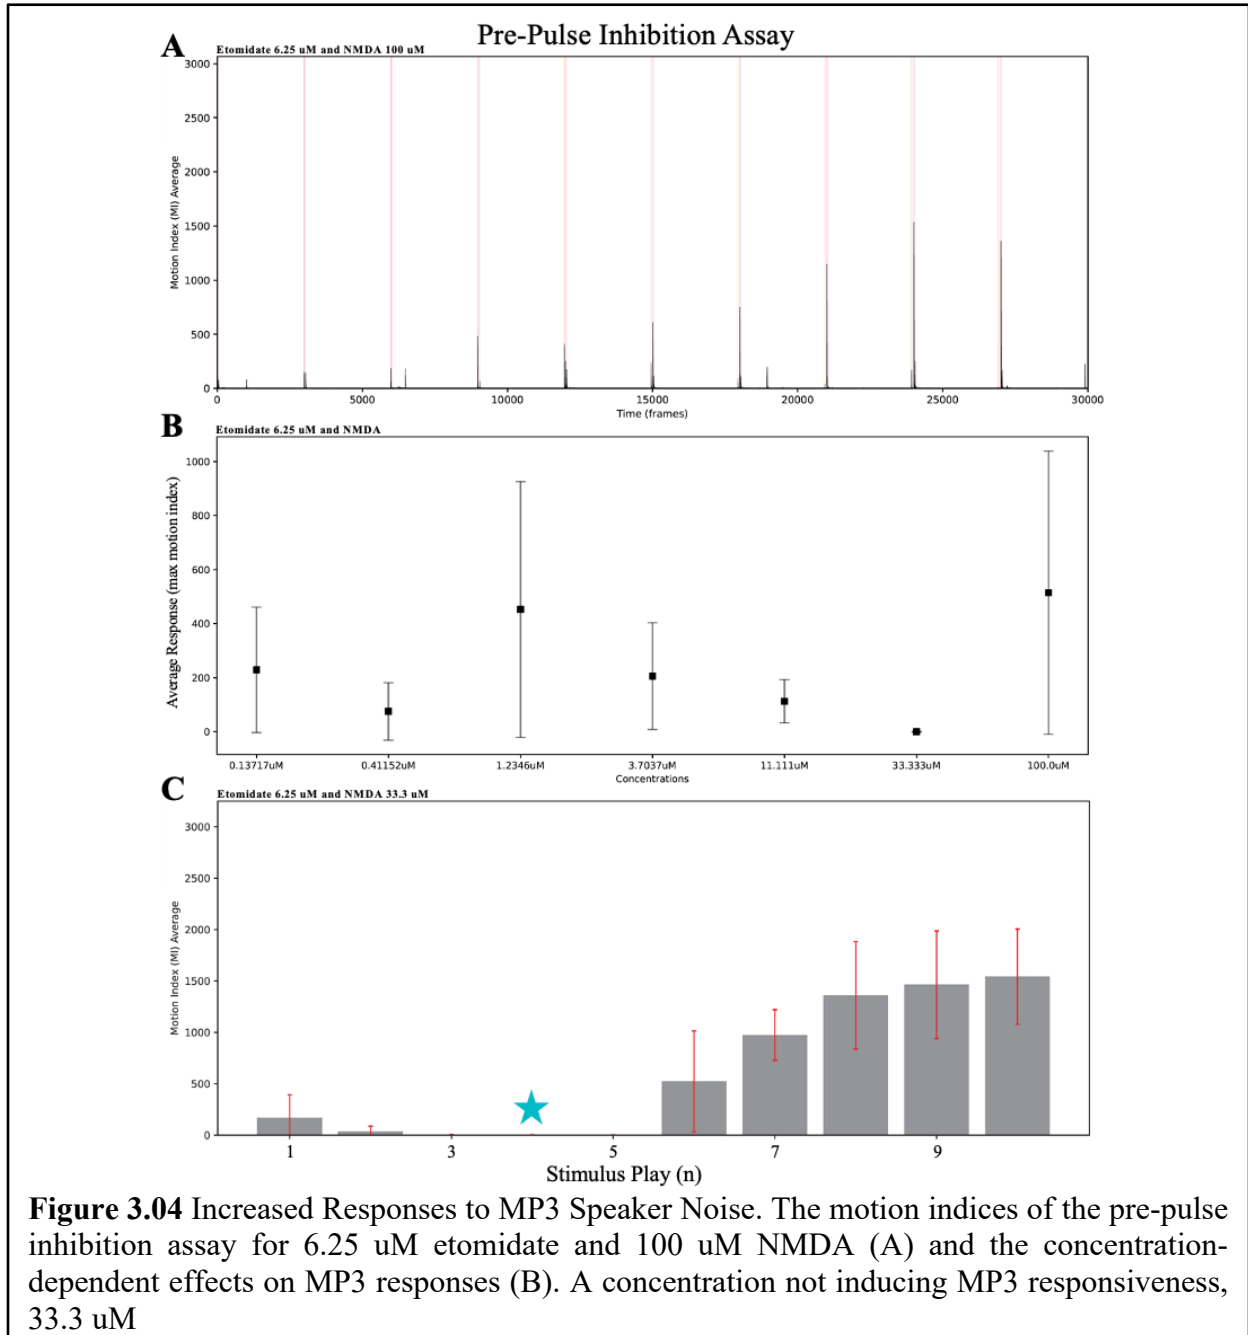 Pre-Pulse Inhibition Assay
A
Etomidate 6.25 uM and NMDA 100 uM
3000
2500
2000
1500
1000
500
0
Motion Index (MI) Average
0 5000 10000 15000 20000 25000 30000
Time (frames)
B
Etomidate 6.25 uM and NMDA
1000
800
600
400
200
0
Average Response (max motion index)
0.13717uM 0.41152uM 1.2346uM 3.7037uM 11.111uM 33.333uM 100.0uM
Concentrations
C
Etomidate 6.25 uM and NMDA 33.3 uM
3000
2500
2000
1500
1000
500
0
Motion Index (MI) Average
1 3 5 7 9
Stimulus Play (n)
Figure 3.04 Increased Responses to MP3 Speaker Noise. The motion indices of the pre-pulse
inhibition assay for 6.25 uM etomidate and 100 uM NMDA (A) and the concentration-
dependent effects on MP3 responses (B). A concentration not inducing MP3 responsiveness,
33.3 uM